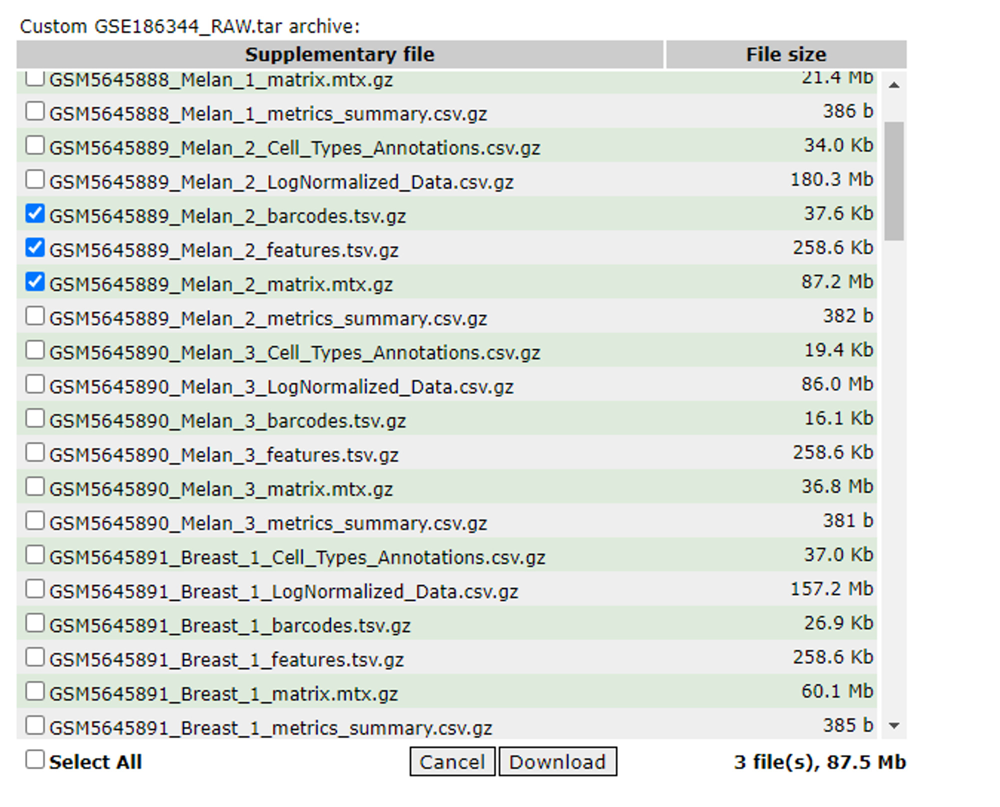 Custom GSE186344_RAW.tar archive:
Supplementary file File size
GSM5645888_Melan_1_matrix.mtx.gz 21.4 Mb
GSM5645888_Melan_1_metrics_summary.csv.gz 386 b
GSM5645889_Melan_2_Cell_Types_Annotations.csv.gz 34.0 Kb
GSM5645889_Melan_2_LogNormalized_Data.csv.gz 180.3 Mb
GSM5645889_Melan_2_barcodes.tsv.gz 37.6 Kb
GSM5645889_Melan_2_features.tsv.gz 258.6 Kb
GSM5645889_Melan_2_matrix.mtx.gz 87.2 Mb
GSM5645889_Melan_2_metrics_summary.csv.gz 382 b
GSM5645890_Melan_3_Cell_Types_Annotations.csv.gz 19.4 Kb
GSM5645890_Melan_3_LogNormalized_Data.csv.gz 86.0 Mb
GSM5645890_Melan_3_barcodes.tsv.gz 16.1 Kb
GSM5645890_Melan_3_features.tsv.gz 258.6 Kb
GSM5645890_Melan_3_matrix.mtx.gz 36.8 Mb
GSM5645890_Melan_3_metrics_summary.csv.gz 381 b
GSM5645891_Breast_1_Cell_Types_Annotations.csv.gz 37.0 Kb
GSM5645891_Breast_1_LogNormalized_Data.csv.gz 157.2 Mb
GSM5645891_Breast_1_barcodes.tsv.gz 26.9 Kb
GSM5645891_Breast_1_features.tsv.gz 258.6 Kb
GSM5645891_Breast_1_matrix.mtx.gz 60.1 Mb
GSM5645891_Breast_1_metrics_summary.csv.gz 385 b
Select All Cancel Download 3 file(s), 87.5 Mb